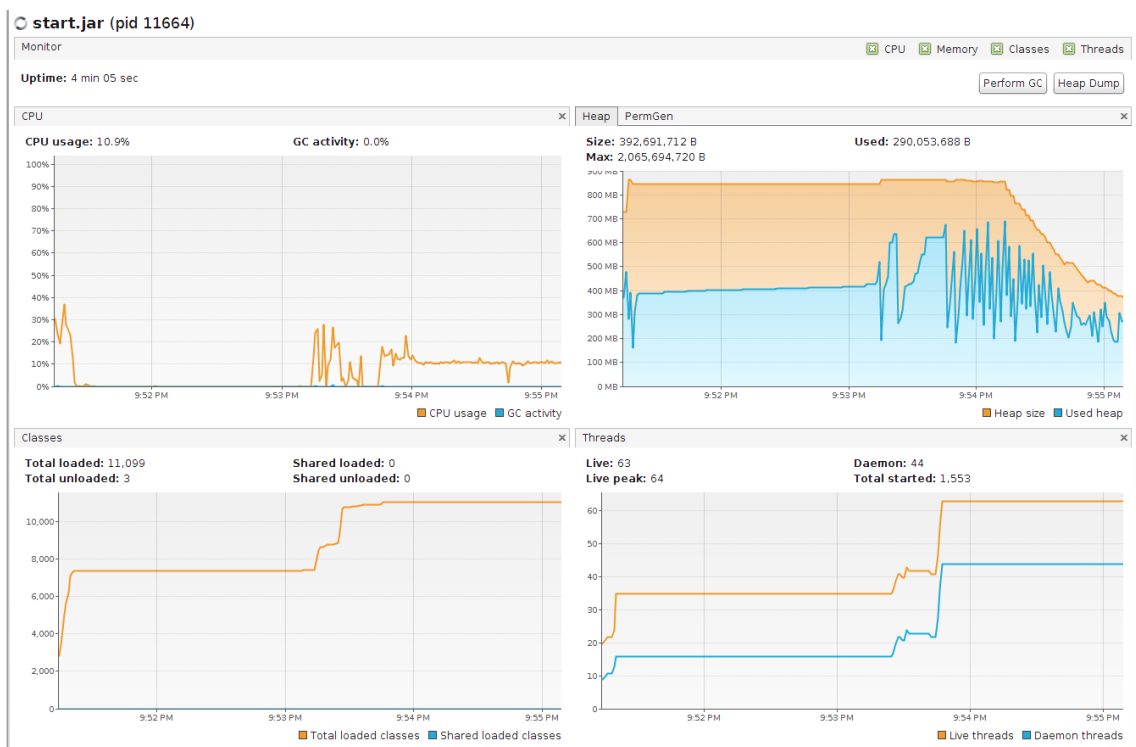 start.jar (pid 11664)
Monitor CPU Memory Classes Threads
Uptime: 4 min 05 sec
Perform GC Heap Dump
CPU
CPU usage: 10.9% GC activity: 0.0%
100%
90%
80%
70%
60%
50%
40%
30%
20%
10%
0%
9:52 PM 9:53 PM 9:54 PM 9:55 PM
CPU usage GC activity
Heap PermGen
Size: 392,691,712 B Used: 290,053,688 B
Max: 2,065,694,720 B
900 MB
800 MB
700 MB
600 MB
500 MB
400 MB
300 MB
200 MB
100 MB
0 MB
9:52 PM 9:53 PM 9:54 PM 9:55 PM
Heap size Used heap
Classes
Total loaded: 11,099 Shared loaded: 0
Total unloaded: 3 Shared unloaded: 0
10,000
8,000
6,000
4,000
2,000
0
9:52 PM 9:53 PM 9:54 PM 9:55 PM
Total loaded classes Shared loaded classes
Threads
Live: 63 Daemon: 44
Live peak: 64 Total started: 1,553
60
50
40
30
20
10
0
9:52 PM 9:53 PM 9:54 PM 9:55 PM
Live threads Daemon threads